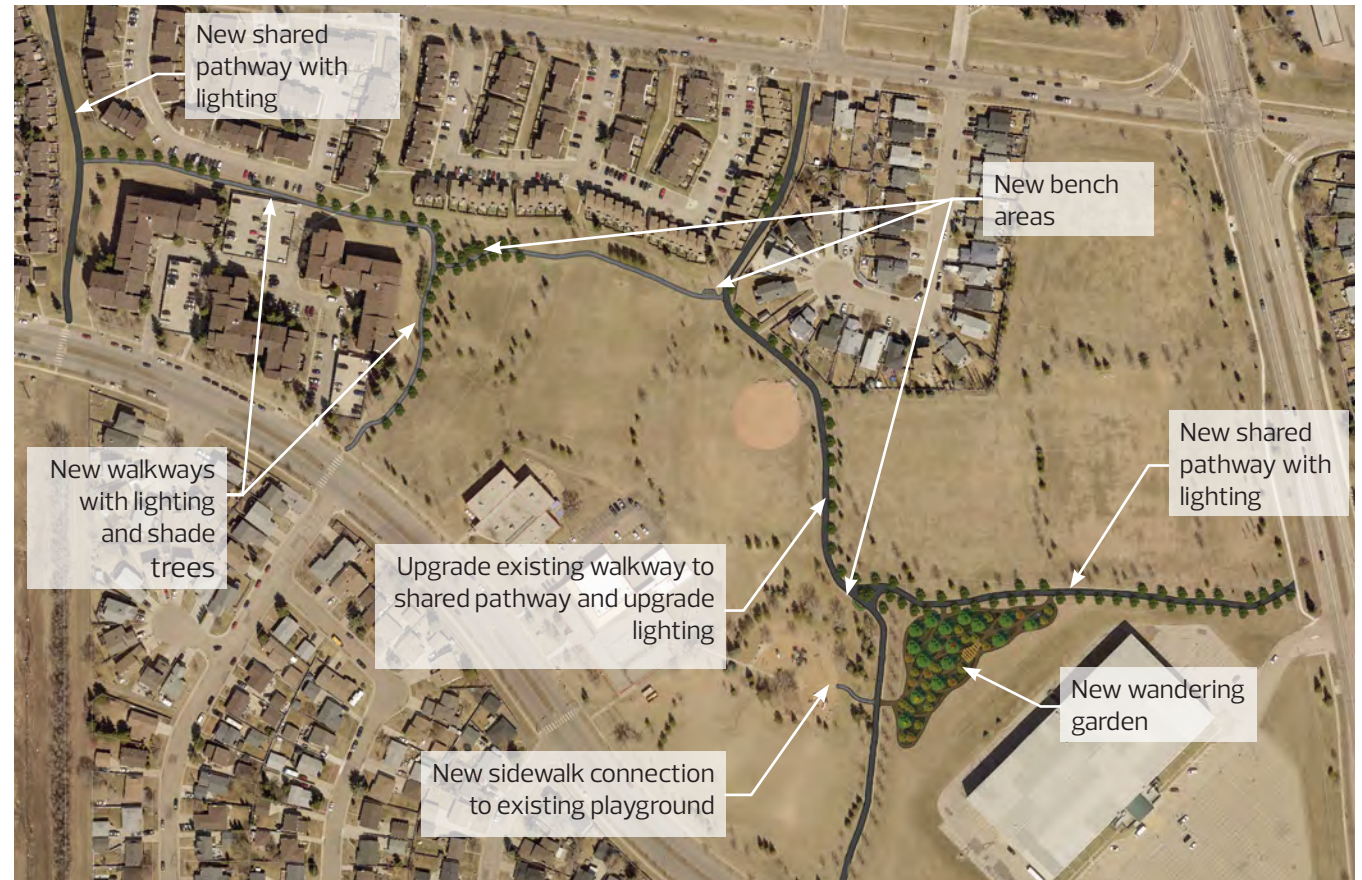 New shared
pathway with
lighting
New bench
areas
New shared
pathway with
lighting
New walkways
with lighting
and shade
trees
Upgrade existing walkway to
shared pathway and upgrade
lighting
New wandering
garden
New sidewalk connection
to existing playground